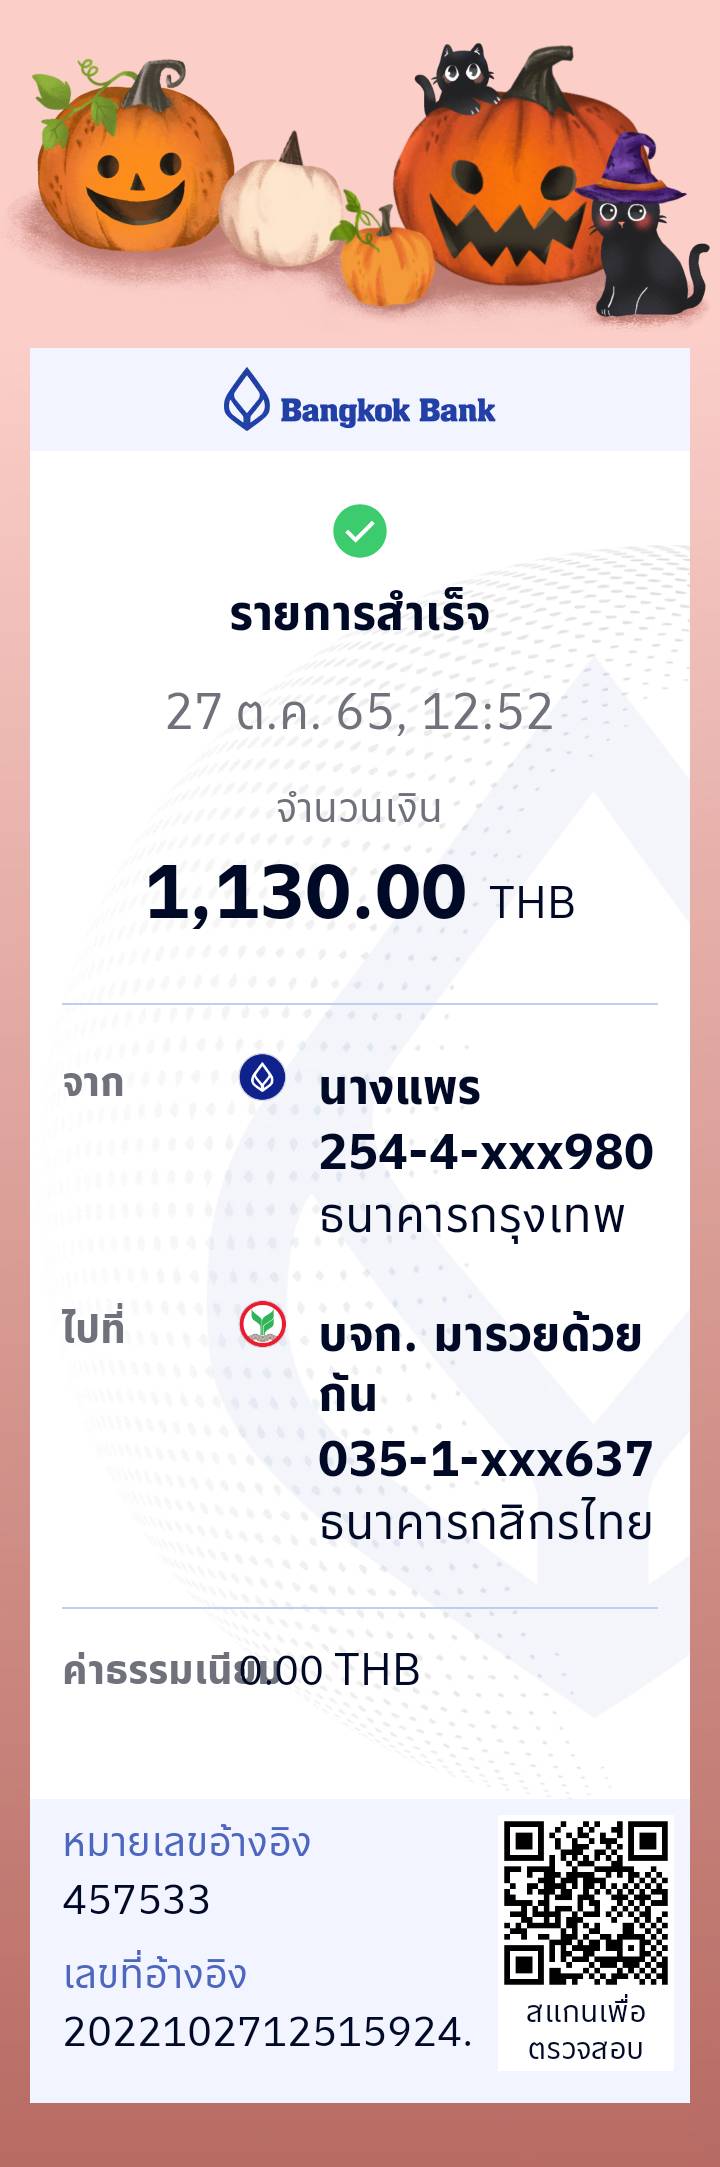 Bangkok Bank
รายการสำเร็จ
27 ต.ค. 65, 12:52
จำนวนเงิน
1,130.00 THB
จาก
นางแพร
254-4-xxx980
ธนาคารกรุงเทพ
ไปที่
บจก. มารวยด้วย
กัน
035-1-xxx637
ธนาคารกสิกรไทย
ค่าธรรมเนียม 0.00 THB
หมายเลขอ้างอิง
457533
เลขที่อ้างอิง
2022102712515924.
สแกนเพื่อ
ตรวจสอบ